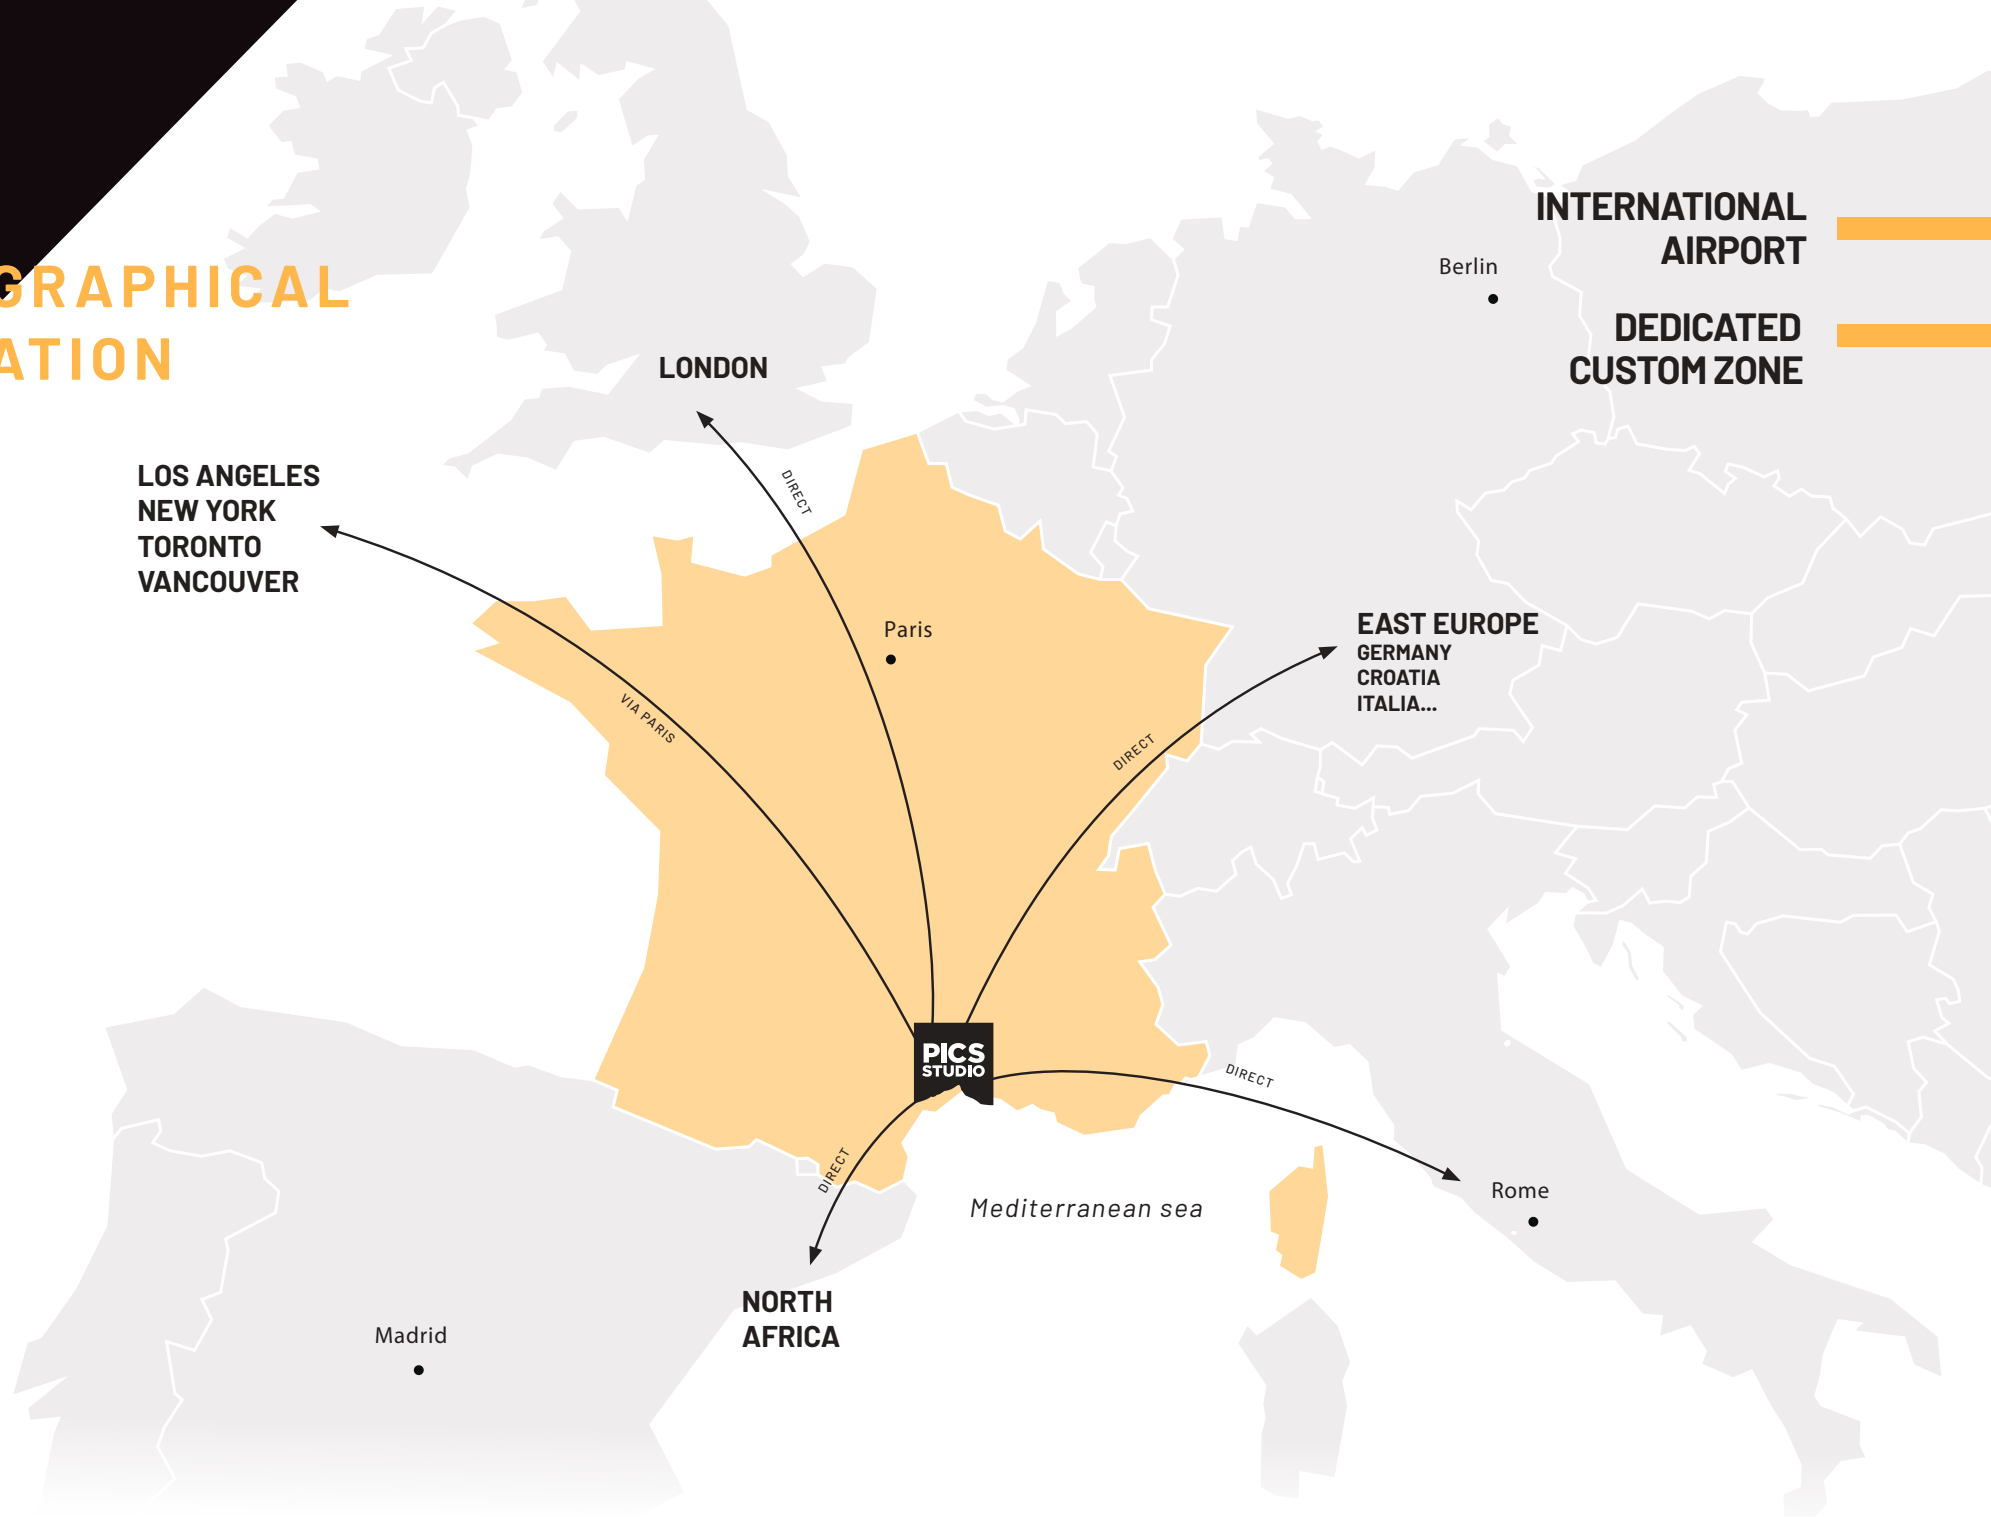 GRAPHICAL
ATION
INTERNATIONAL
AIRPORT
DEDICATED
CUSTOM ZONE
Berlin
LONDON
LOS ANGELES
NEW YORK
TORONTO
VANCOUVER
DIRECT
Paris
EAST EUROPE
GERMANY
CROATIA
ITALIA...
VIA PARIS
DIRECT
PICS
STUDIO
DIRECT
DIRECT
Mediterranean sea
Rome
NORTH
AFRICA
Madrid